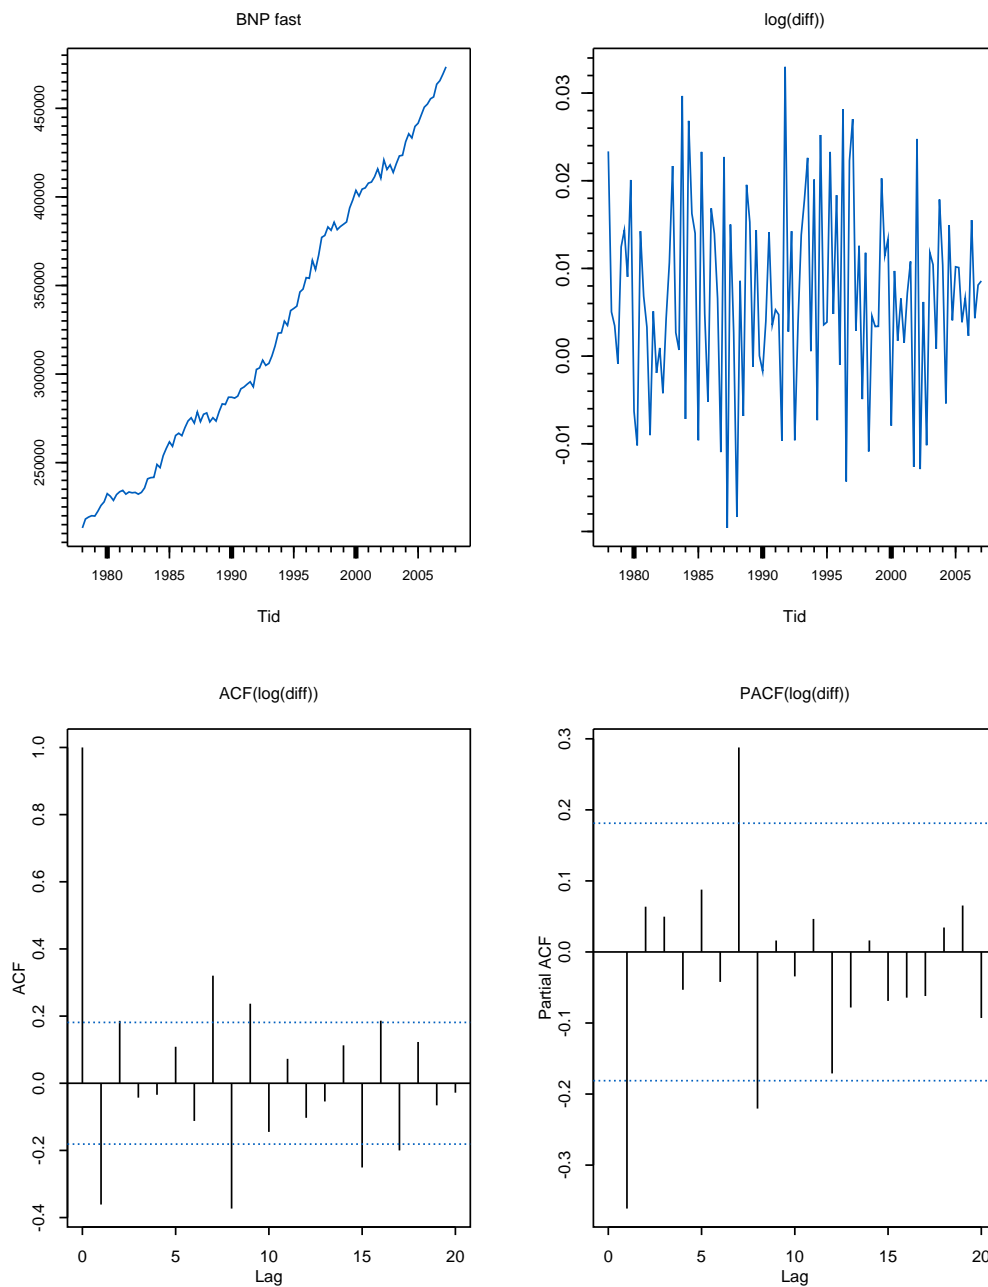 BNP fast
450000
400000
350000
300000
250000
1980 1985 1990 1995 2000 2005
Tid
log(diff))
0.03
0.02
0.01
0.00
-0.01
1980 1985 1990 1995 2000 2005
Tid
ACF(log(diff))
ACF
1.0
0.8
0.6
0.4
0.2
0.0
-0.2
-0.4
0 5 10 15 20
Lag
PACF(log(diff))
Partial ACF
0.3
0.2
0.1
0.0
-0.1
-0.2
-0.3
0 5 10 15 20
Lag